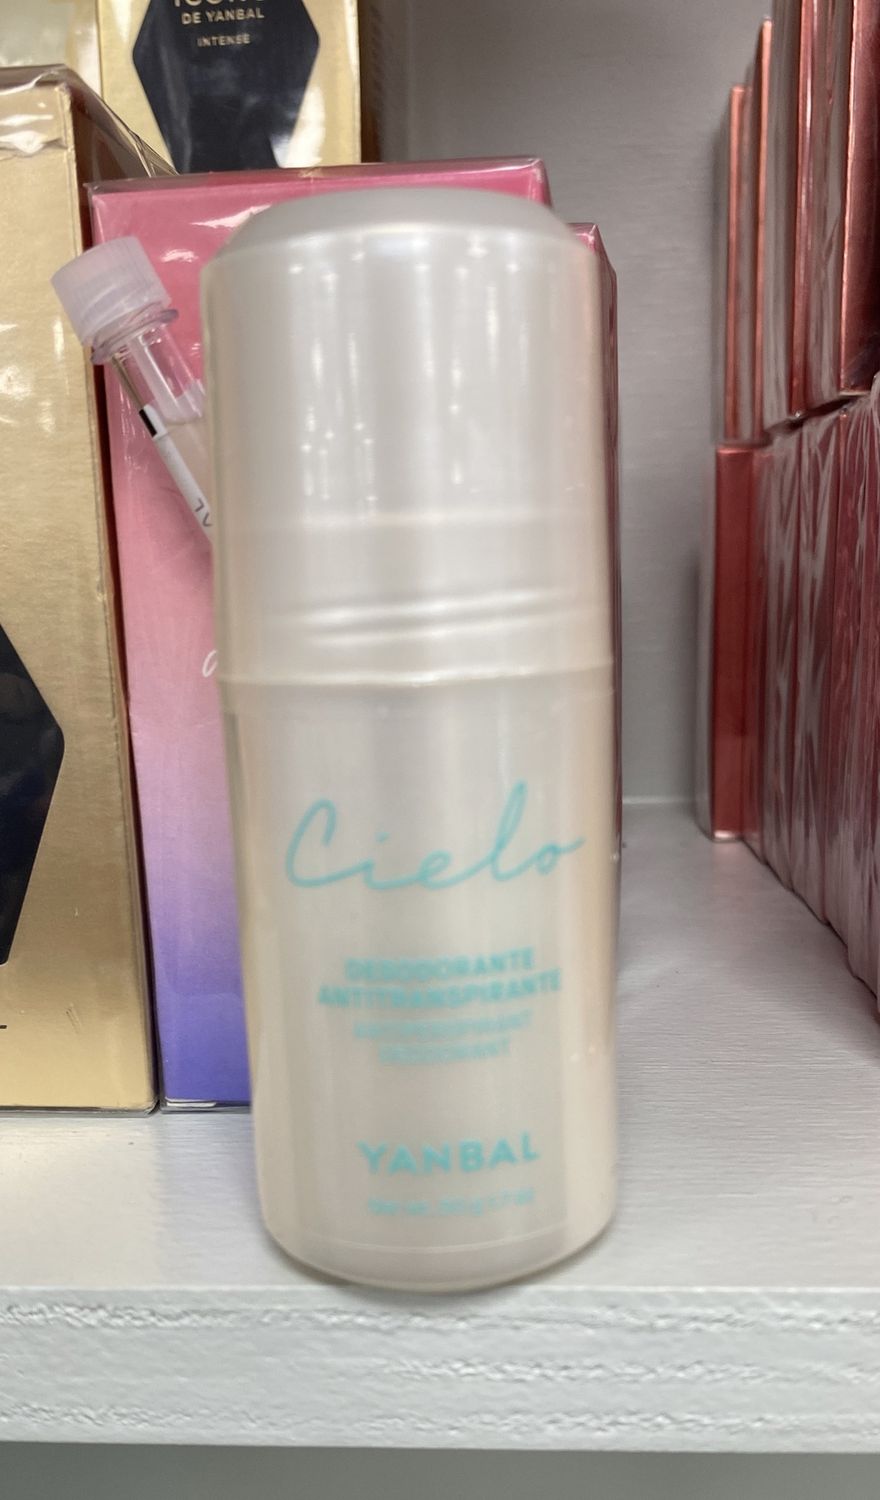 DE YANBAL
INTENSE
Cielo
DESODORANTE
ANTITRANSPIRANTE
ANTIPERSPIRANT
DEODORANT
YANBAL